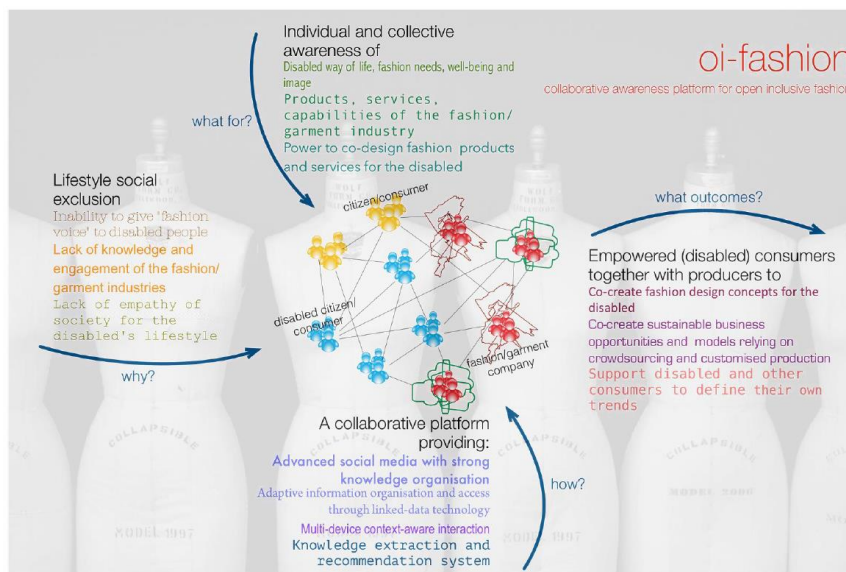 Individual and collective
awareness of
Disabled way of life, fashion needs, well-being and
image
Products, services,
capabilities of the fashion/
garment industry
Power to co-design fashion products
and services for the disabled
what for?
oi-fashion
collaborative awareness platform for open inclusive fashion
Lifestyle social
exclusion
Inability to give 'fashion
voice' to disabled people
Lack of knowledge and
engagement of the fashion/
garment industries
Lack of empathy of
society for the
disabled's lifestyle
why?
citizen/consumer
disabled citizen/
consumer
fashion/garment
company
what outcomes?
Empowered (disabled) consumers
together with producers to
Co-create fashion design concepts for the
disabled
Co-create sustainable business
opportunities and models relying on
crowdsourcing and customised production
Support disabled and other
consumers to define their own
trends
A collaborative platform
providing:
Advanced social media with strong
knowledge organisation
Adaptive information organisation and access
through linked-data technology
Multi-device context-aware interaction
Knowledge extraction and
recommendation system
how?
COLLAPSIBLE
MODEL 1997
COLLAPSIBLE
COLLAPSIBLE
MODEL 1997
COLLAPSIBLE
MODEL 2006